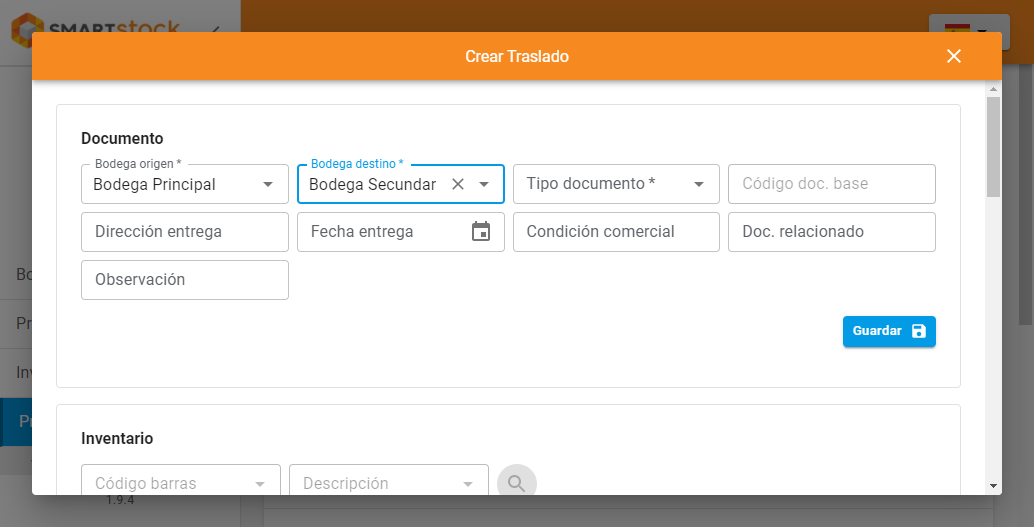 SMARTSTOCK
Crear Traslado
Documento
Bodega origen *
Bodega destino *
Bodega Principal
Bodega Secundar
Tipo documento *
Código doc. base
Dirección entrega
Fecha entrega
Condición comercial
Doc. relacionado
Observación
Guardar
Bo
Pr
Inv
Pr
Inventario
Código barras
Descripción
1.9.4